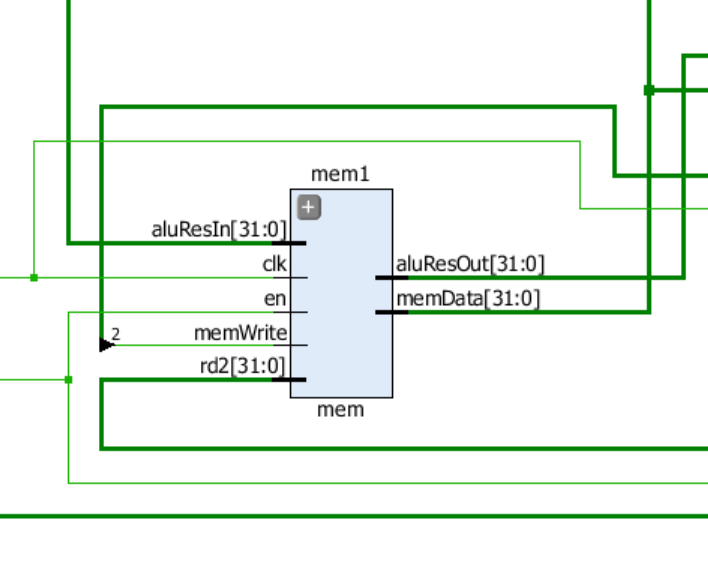 mem1
+
aluResIn[31:0]
clk
en
2
memWrite
rd2[31:0]
aluResOut[31:0]
memData[31:0]
mem